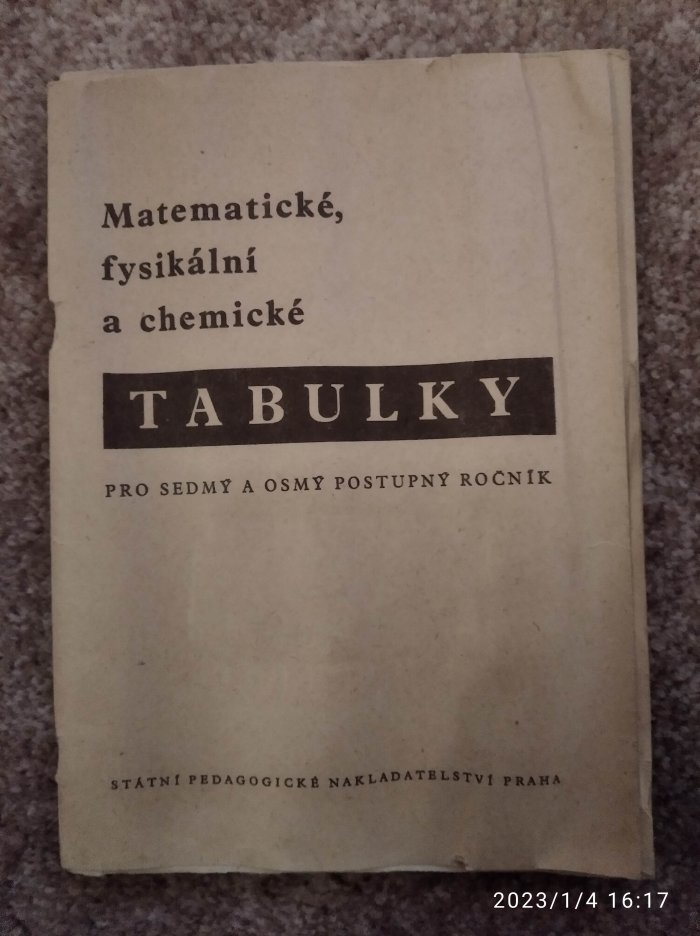 Matematické,
fysikální
a chemické
TABULKY
PRO SEDMÝ A OSMÝ POSTUPNÝ ROČNÍK
STÁTNÍ PEDAGOGICKÉ NAKLADATELSTVÍ PRAHA
2023/1/4 16:17